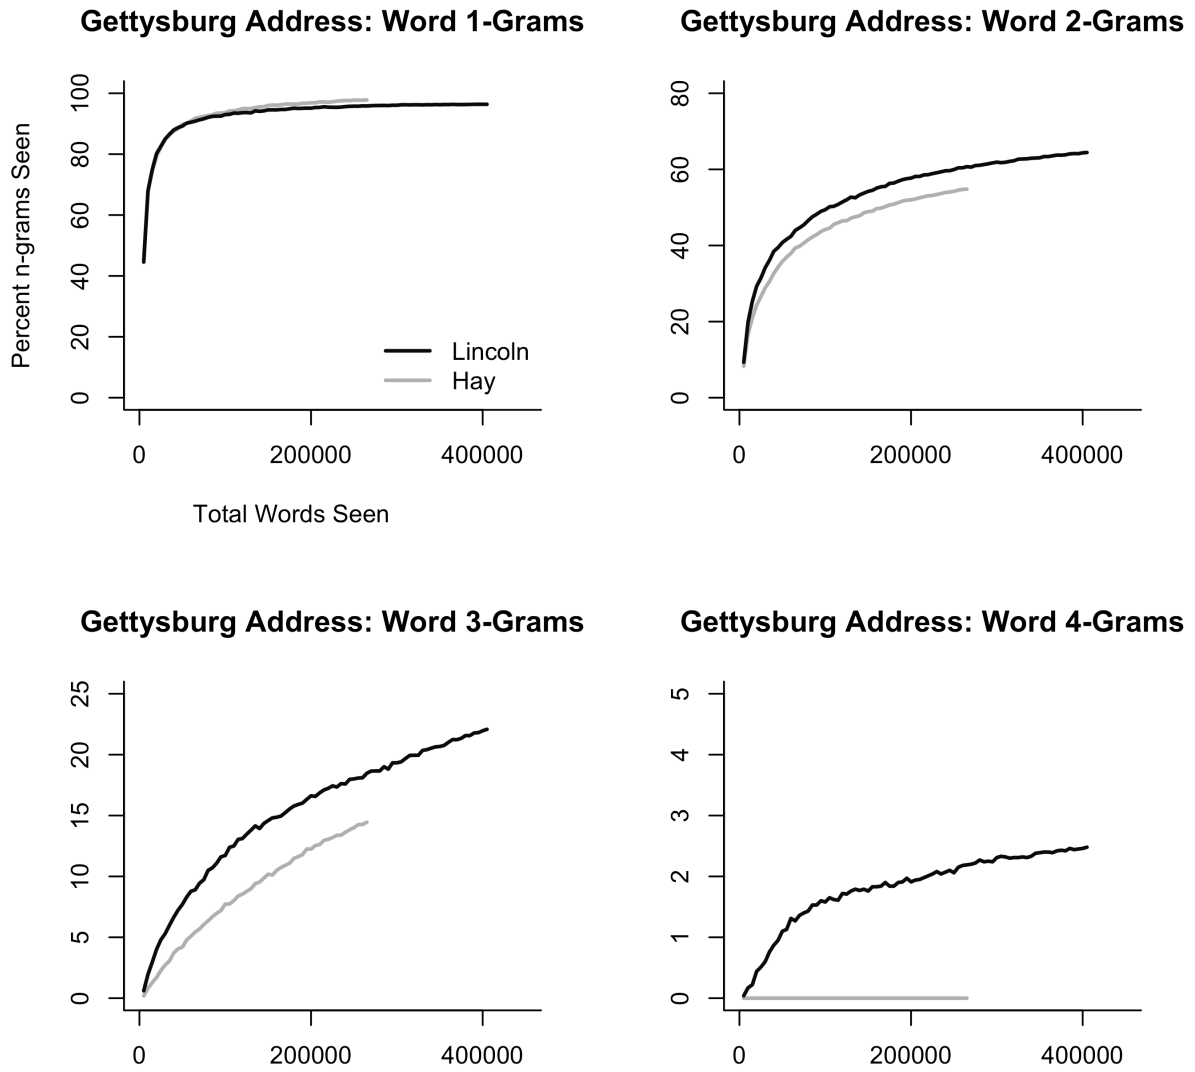 Gettysburg Address: Word 1-Grams
Percent n-grams Seen
100
80
60
40
20
0
Lincoln
Hay
0 200000 400000
Total Words Seen
Gettysburg Address: Word 2-Grams
80
60
40
20
0
0 200000 400000
Gettysburg Address: Word 3-Grams
25
20
15
10
5
0
0 200000 400000
Gettysburg Address: Word 4-Grams
5
4
3
2
1
0
0 200000 400000